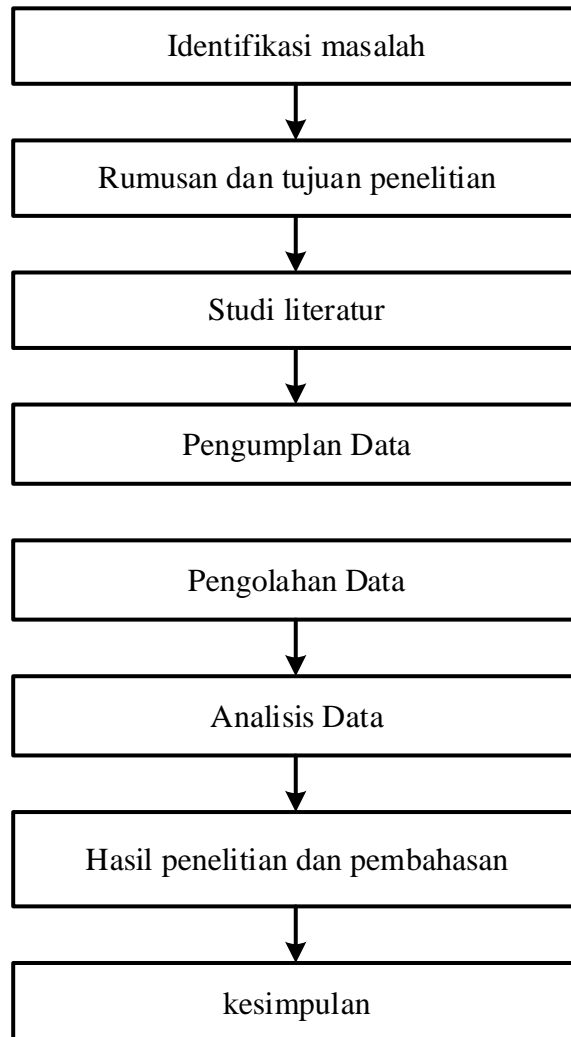 Identifikasi masalah
Rumusan dan tujuan penelitian
Studi literatur
Pengumplan Data
Pengolahan Data
Analisis Data
Hasil penelitian dan pembahasan
kesimpulan